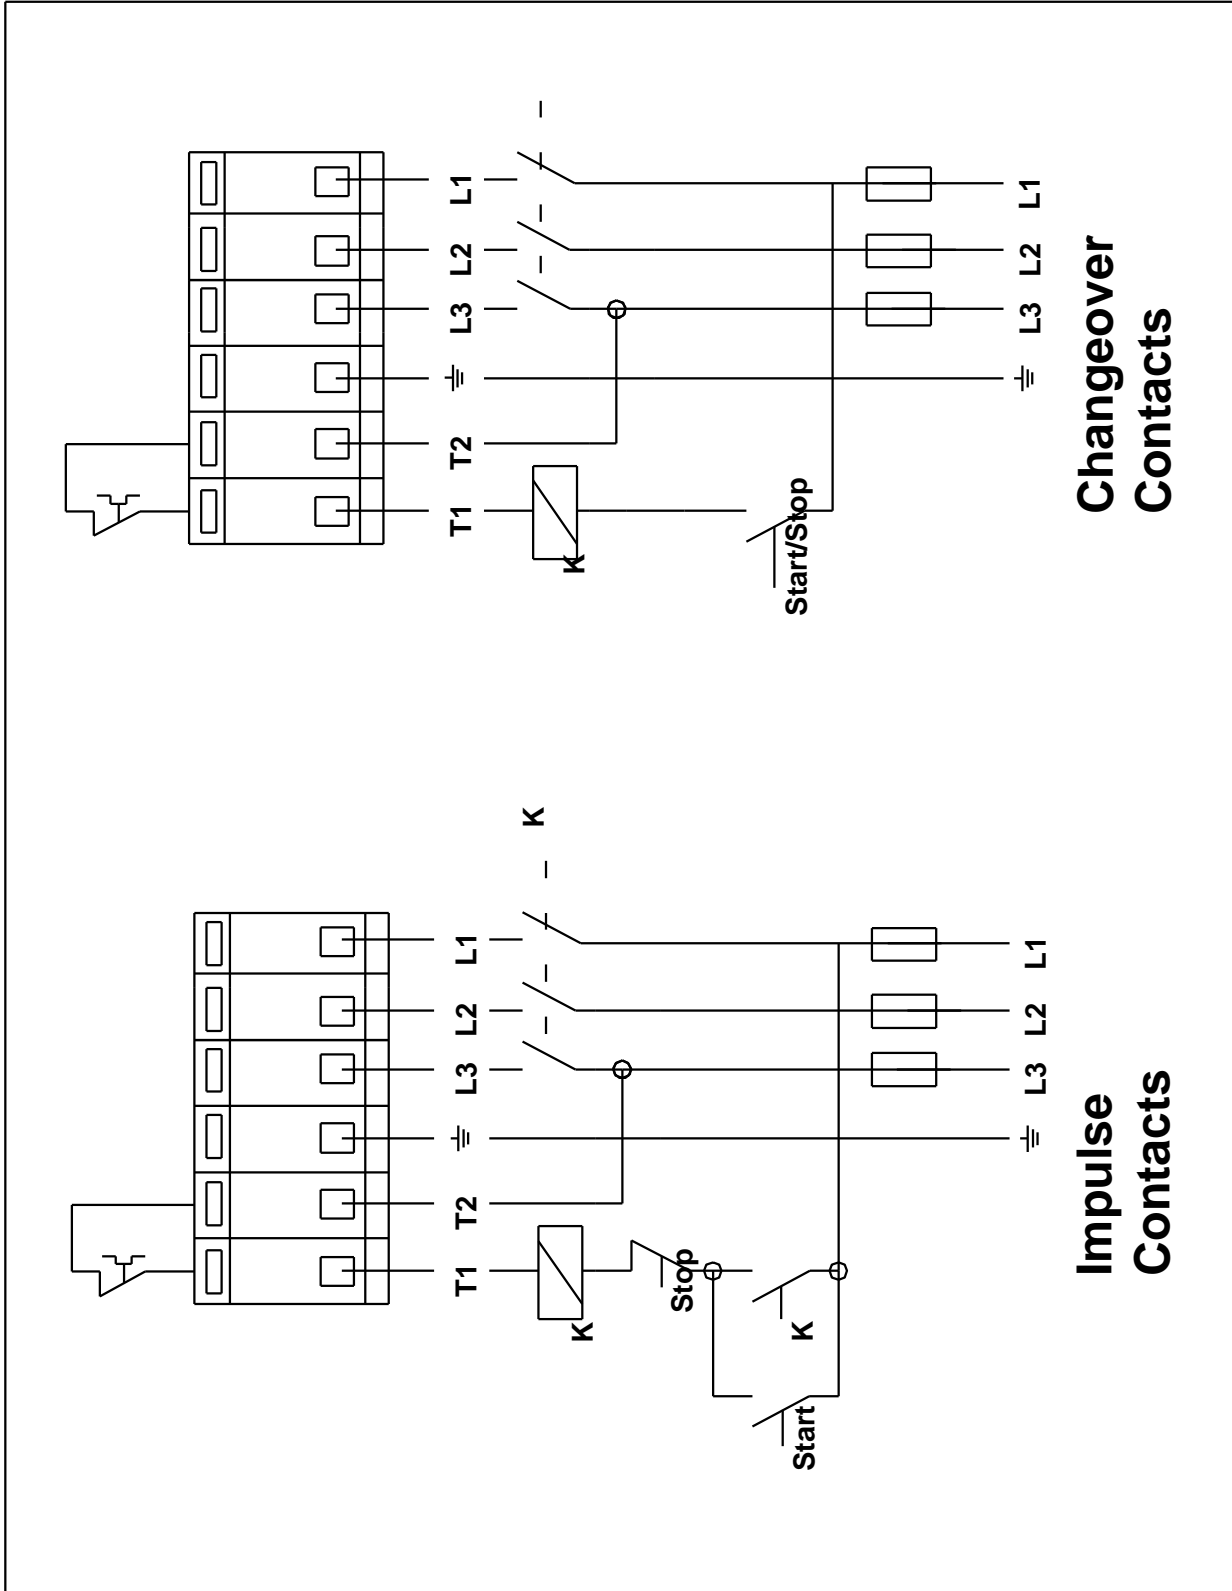 L1
L2
L3
T2
T1
K
Start/Stop
L1
L2
L3
Changeover
Contacts
K
L1
L2
L3
T2
T1
K
Stop
K
Start
L1
L2
L3
Impulse
Contacts